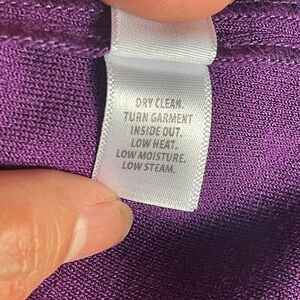 DRY CLEAN.
TURN GARMENT
INSIDE OUT.
LOW HEAT.
LOW MOISTURE.
LOW STEAM.